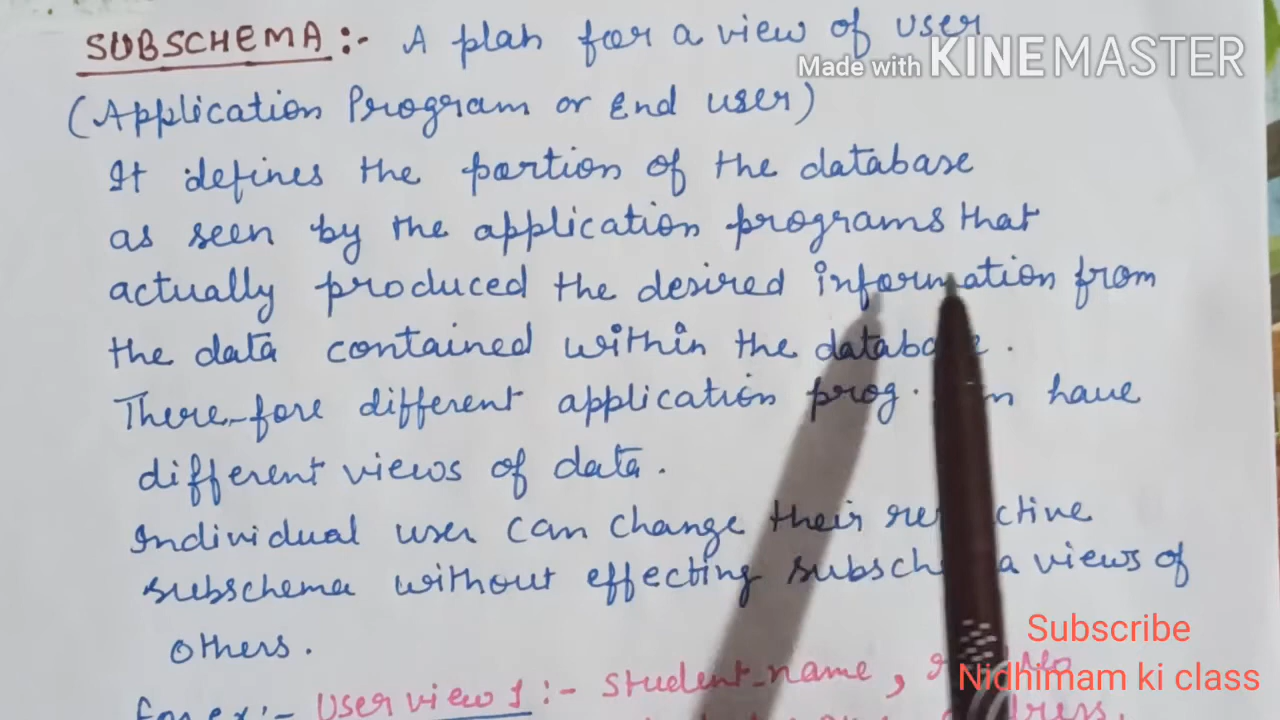 SUBSCHEMA :- A plan for a view of user
Made with KINEMASTER
(Application Program or End user)
It defines the portion of the database
as seen by the application programs that
actually produced the desired information from
the data contained within the database.
There-fore different application prog. have
different views of data.
Individual user can change their
subschema without effecting subschema views of
others.
Subscribe
Nidhimam ki class
for ex:- User view 1 :- Student_name,